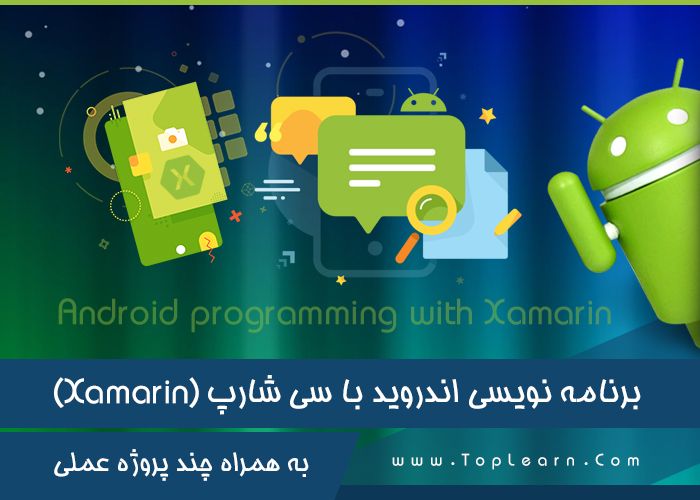 Android programming with Xamarin
برنامه نویسی اندروید با سی شارپ (Xamarin)
به همراه چند پروژه عملی
www.TopLearn.Com